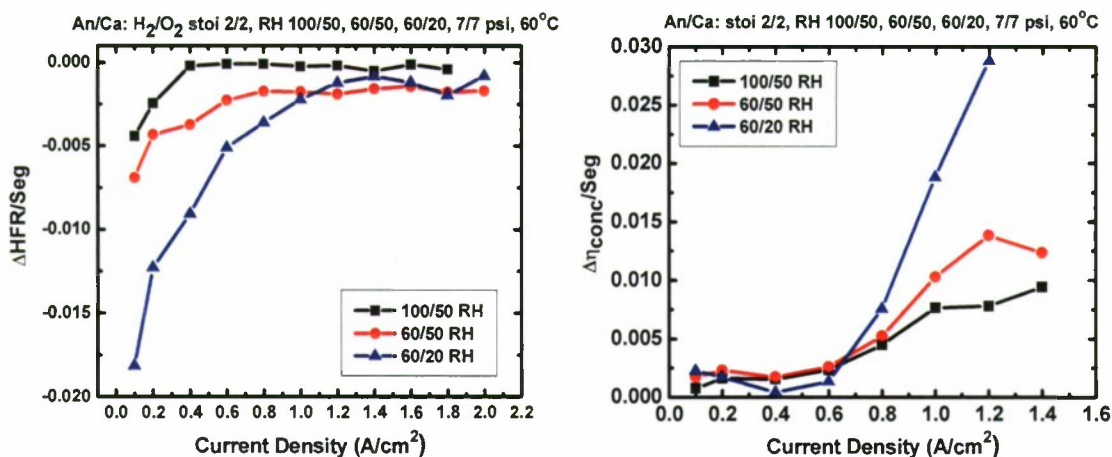 An/Ca: H₂/O₂ stoi 2/2, RH 100/50, 60/50, 60/20, 7/7 psi, 60°C
0.000
-0.005
-0.010
-0.015
-0.020
ΔHFR/Seg
100/50 RH
60/50 RH
60/20 RH
0.0 0.2 0.4 0.6 0.8 1.0 1.2 1.4 1.6 1.8 2.0 2.2
Current Density (A/cm²)
An/Ca: stoi 2/2, RH 100/50, 60/50, 60/20, 7/7 psi, 60°C
0.030
0.025
0.020
0.015
0.010
0.005
0.000
Δη_conc/Seg
100/50 RH
60/50 RH
60/20 RH
0.0 0.2 0.4 0.6 0.8 1.0 1.2 1.4 1.6
Current Density (A/cm²)